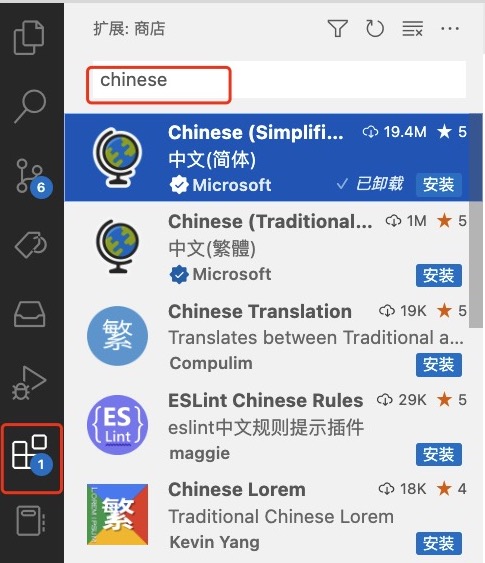 扩展: 商店
chinese
Chinese (Simplifi... 19.4M ★ 5
中文(简体)
Microsoft ✓ 已卸载 安装
Chinese (Traditional... 1M ★ 5
中文(繁體)
Microsoft 安装
6
繁
Chinese Translation 19K ★ 5
Translates between Traditional a...
Compulim 安装
{ES
Lint}
ESLint Chinese Rules 29K ★ 5
eslint中文规则提示插件
maggie 安装
1
LOREM IPSUM
繁
Chinese Lorem 18K ★ 4
Traditional Chinese Lorem
Kevin Yang 安装